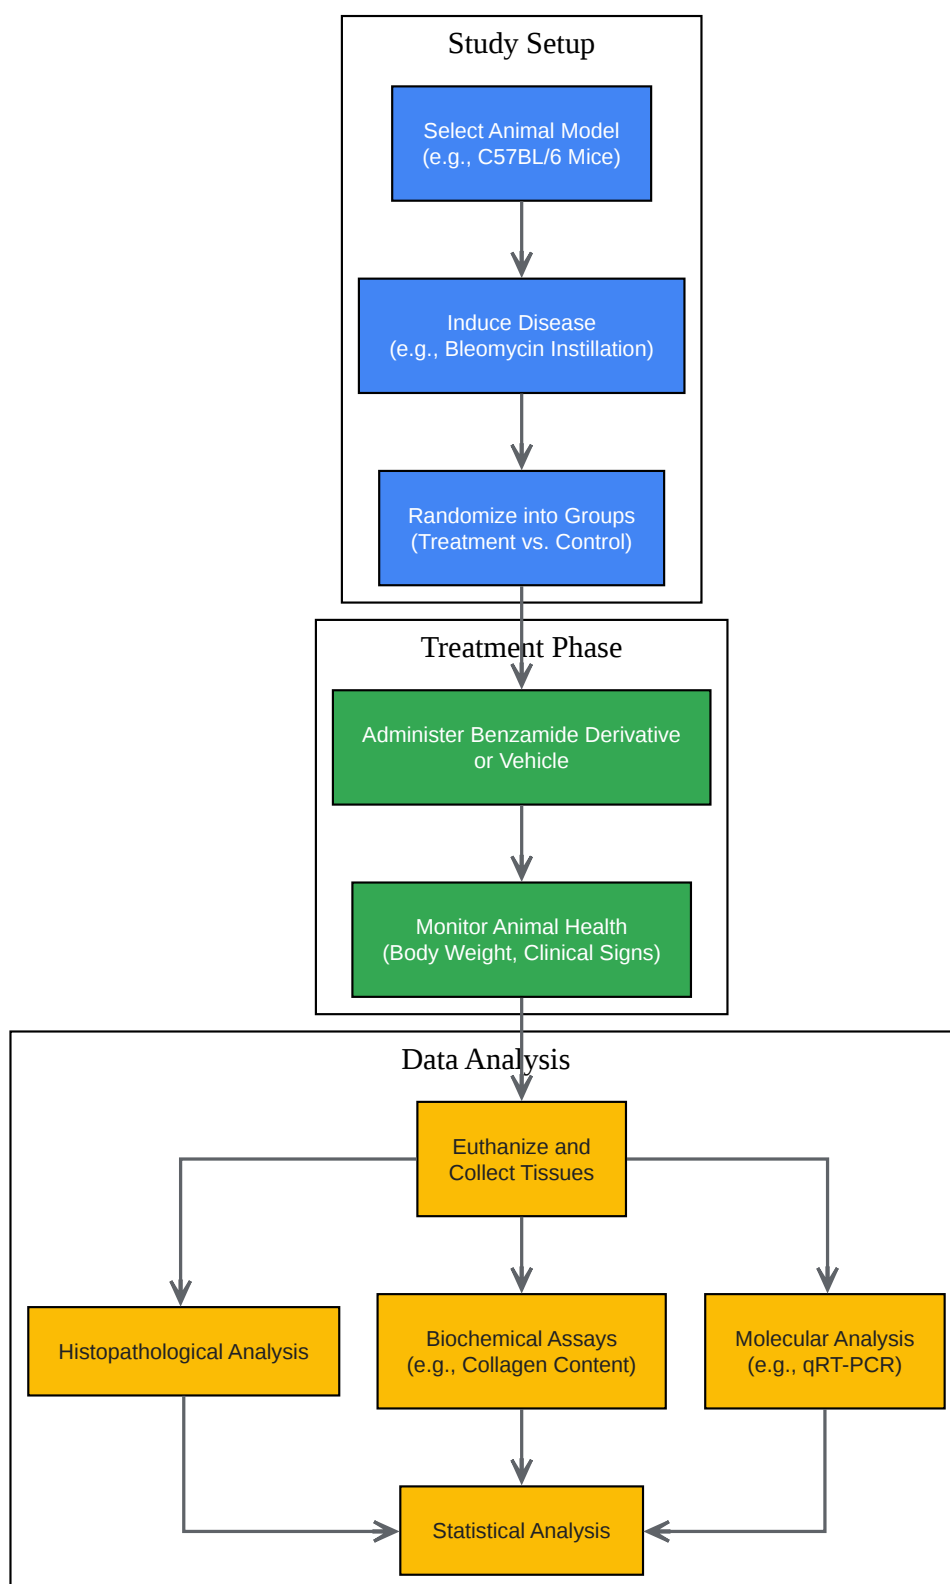 Study Setup
Select Animal Model
(e.g., C57BL/6 Mice)
Induce Disease
(e.g., Bleomycin Instillation)
Randomize into Groups
(Treatment vs. Control)
Treatment Phase
Administer Benzamide Derivative
or Vehicle
Monitor Animal Health
(Body Weight, Clinical Signs)
Data Analysis
Euthanize and
Collect Tissues
Histopathological Analysis
Biochemical Assays
(e.g., Collagen Content)
Molecular Analysis
(e.g., qRT-PCR)
Statistical Analysis